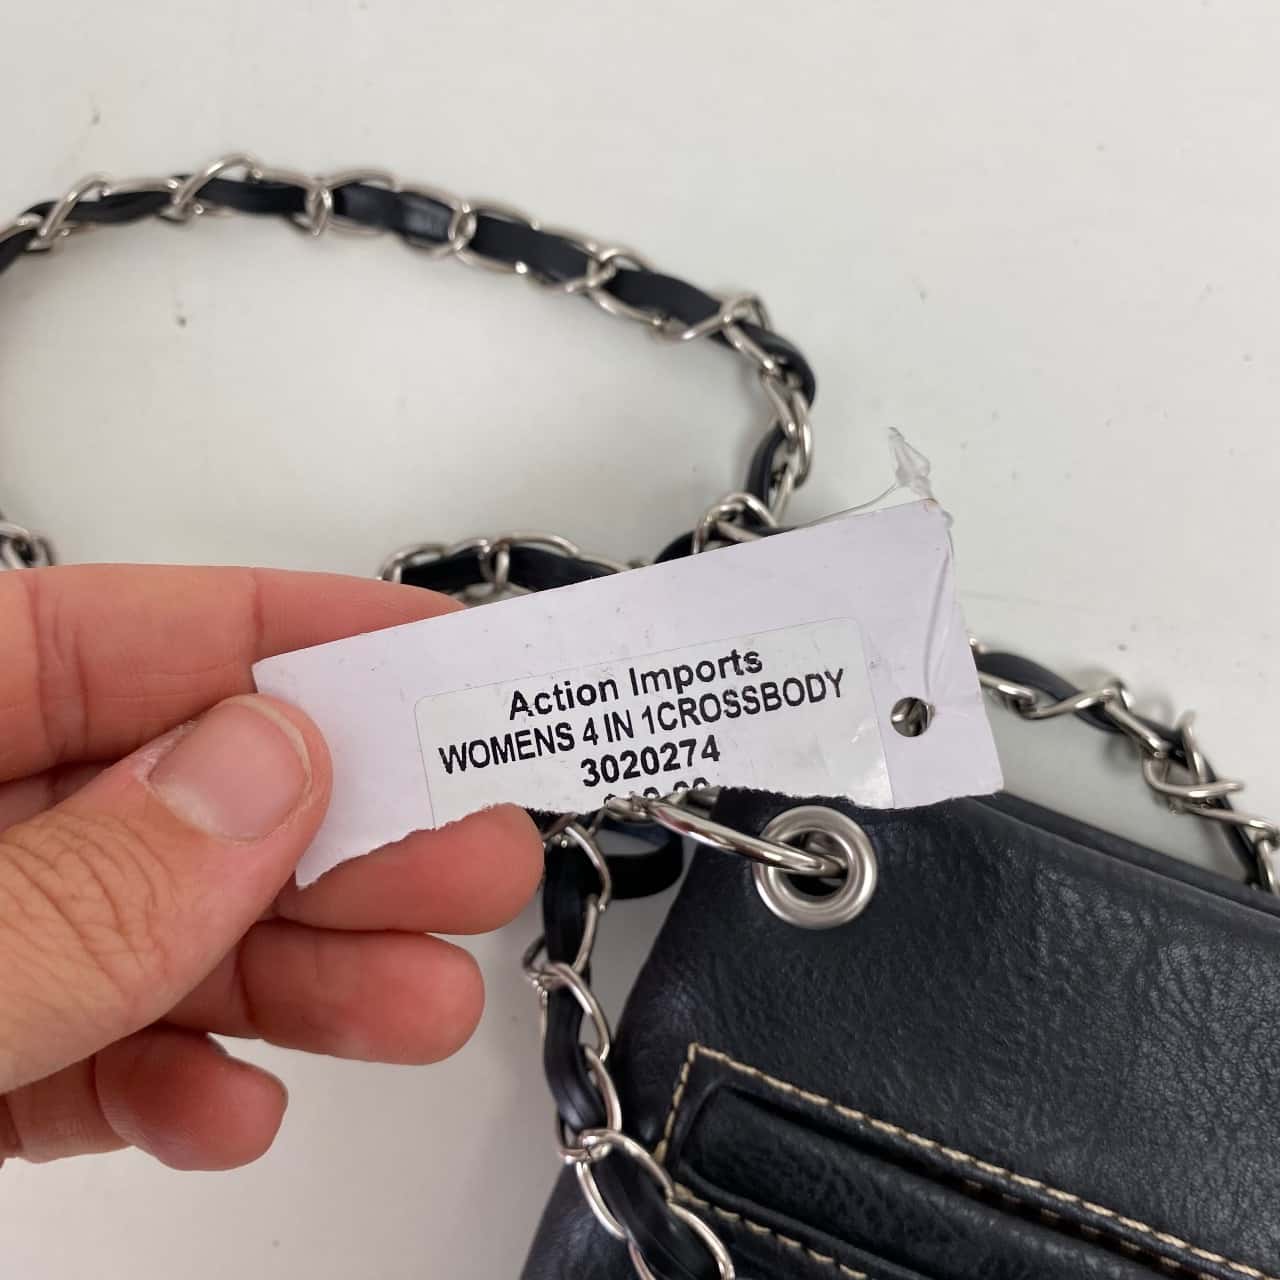 Action Imports
WOMENS 4 IN 1CROSSBODY
3020274